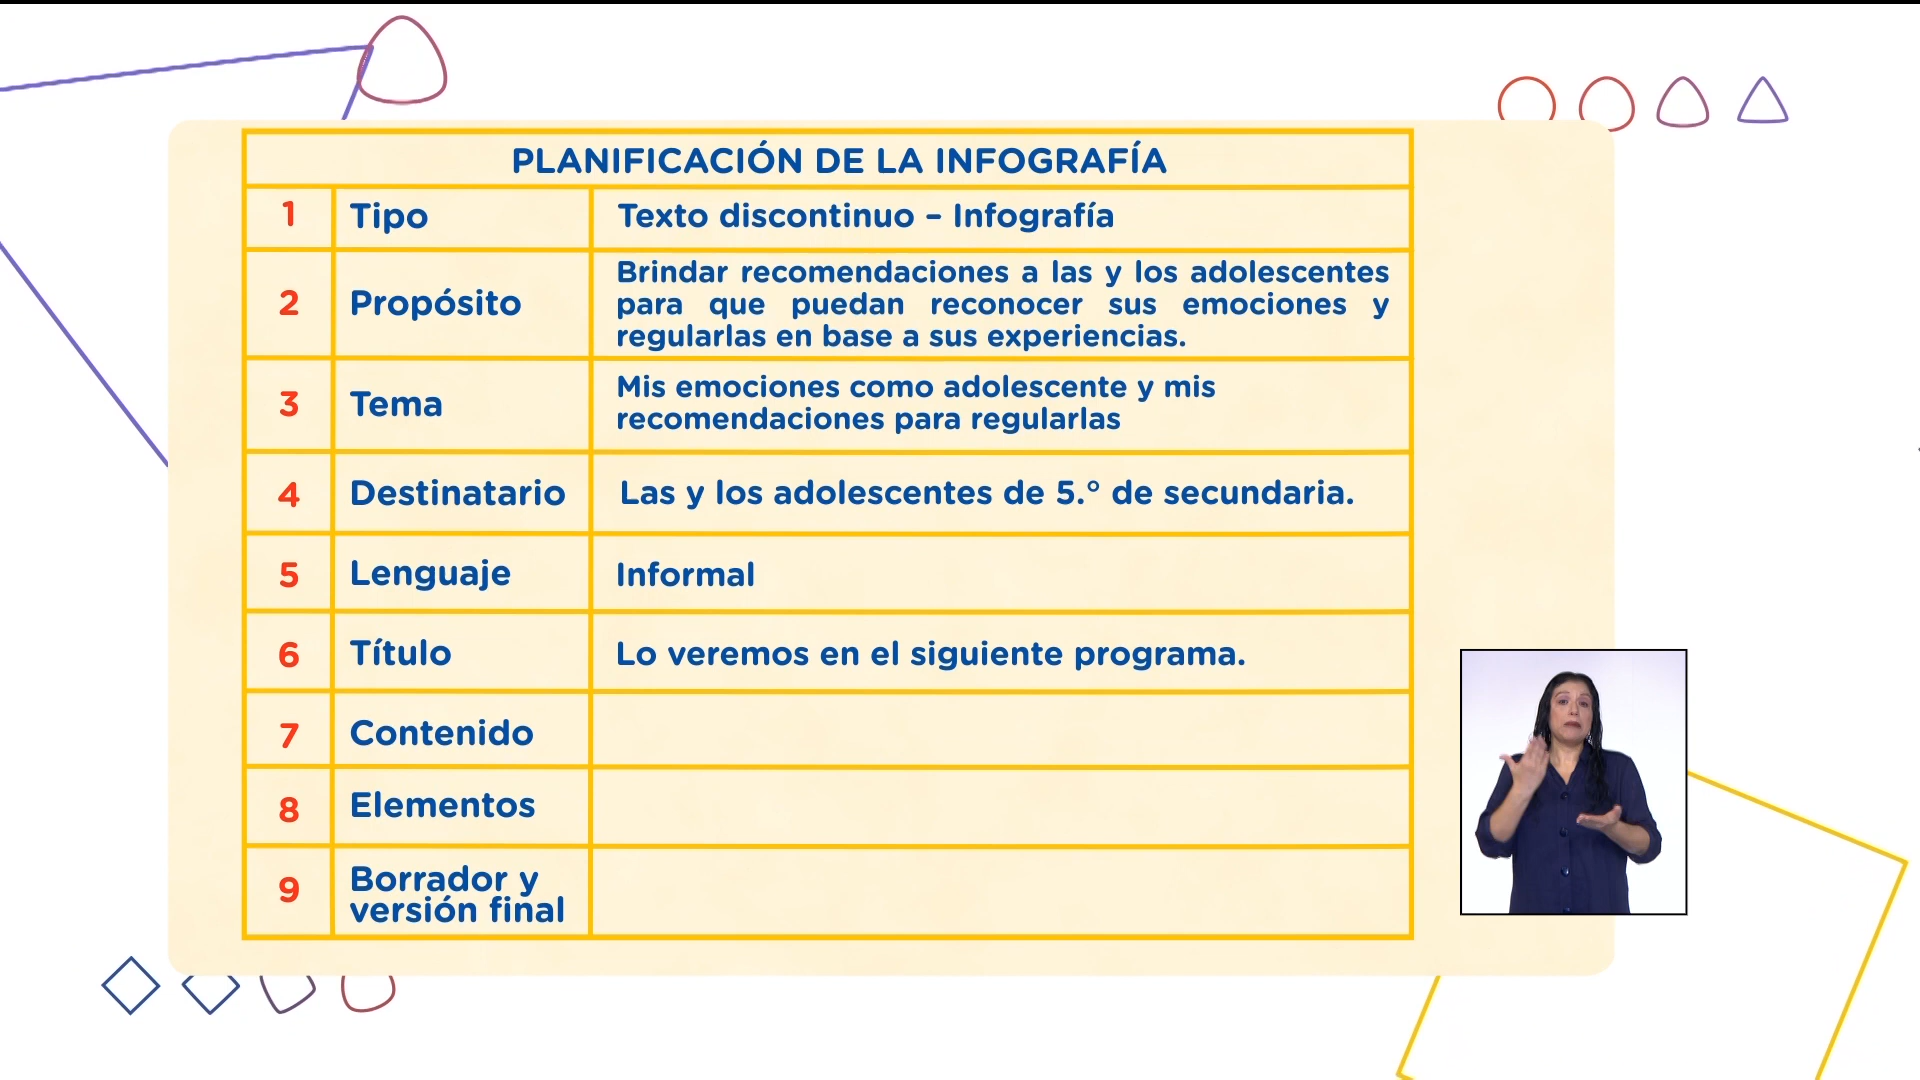 PLANIFICACIÓN DE LA INFOGRAFÍA
1 Tipo Texto discontinuo – Infografía
2 Propósito Brindar recomendaciones a las y los adolescentes
para que puedan reconocer sus emociones y
regularlas en base a sus experiencias.
3 Tema Mis emociones como adolescente y mis
recomendaciones para regularlas
4 Destinatario Las y los adolescentes de 5.° de secundaria.
5 Lenguaje Informal
6 Título Lo veremos en el siguiente programa.
7 Contenido
8 Elementos
9 Borrador y
versión final